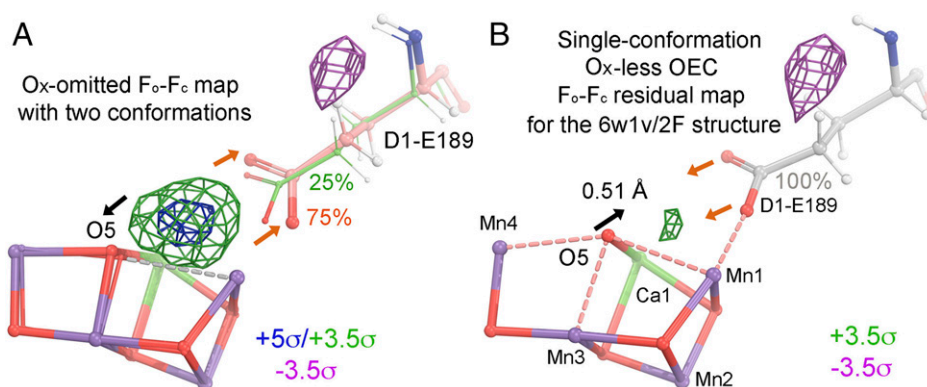 A
Oₓ-omitted Fₒ-F꜀ map
with two conformations
D1-E189
25%
75%
O5
+5σ/+3.5σ
-3.5σ
B
Single-conformation
Oₓ-less OEC
Fₒ-F꜀ residual map
for the 6w1v/2F structure
100%
D1-E189
0.51 Å
Mn4
O5
Ca1
Mn1
Mn3
Mn2
+3.5σ
-3.5σ